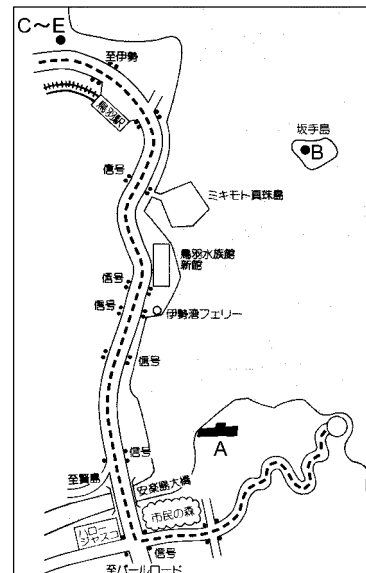 C～E
至伊勢
鳥羽駅
坂手島
B
信号
ミキモト真珠島
鳥羽水族館
新館
信号
信号
伊勢湾フェリー
信号
A
信号
至賢島
安楽島大橋
市民の森
ハロー
ジャスコ
信号
至パールロード